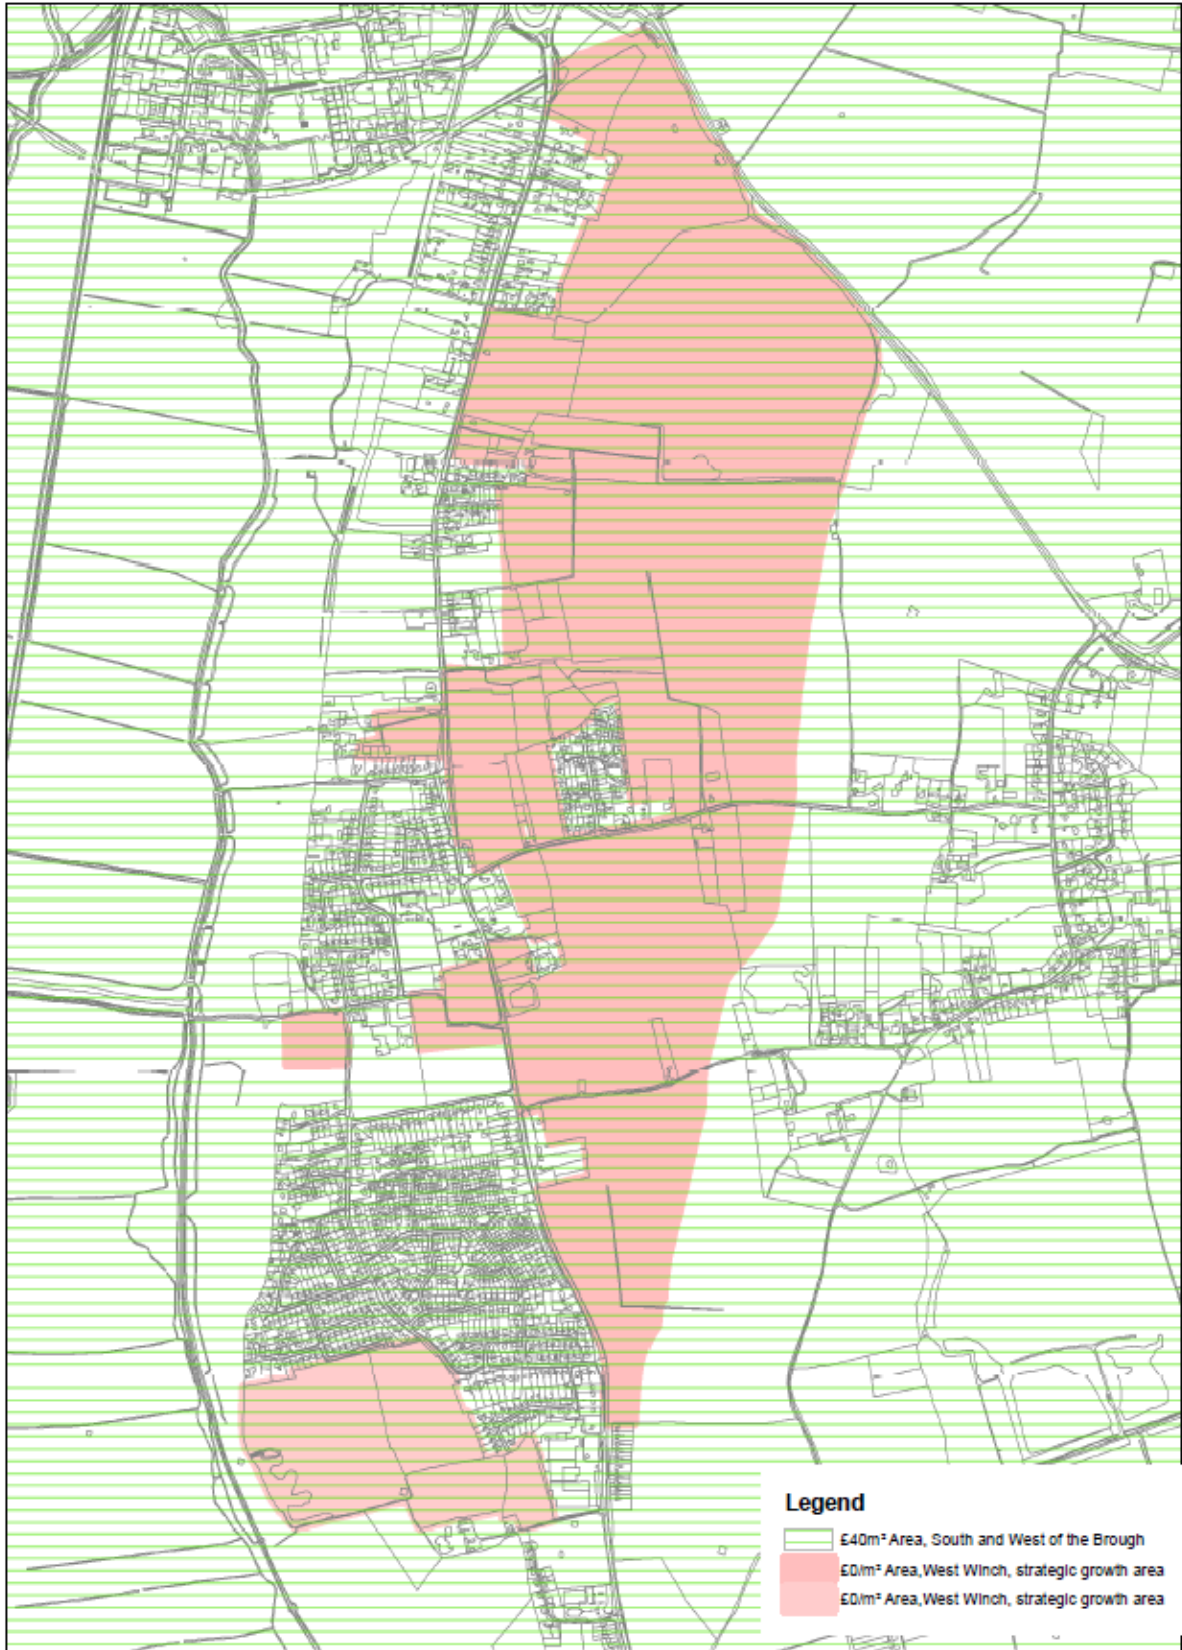 Legend
£40m² Area, South and West of the Brough
£0/m² Area, West Winch, strategic growth area
£0/m² Area, West Winch, strategic growth area